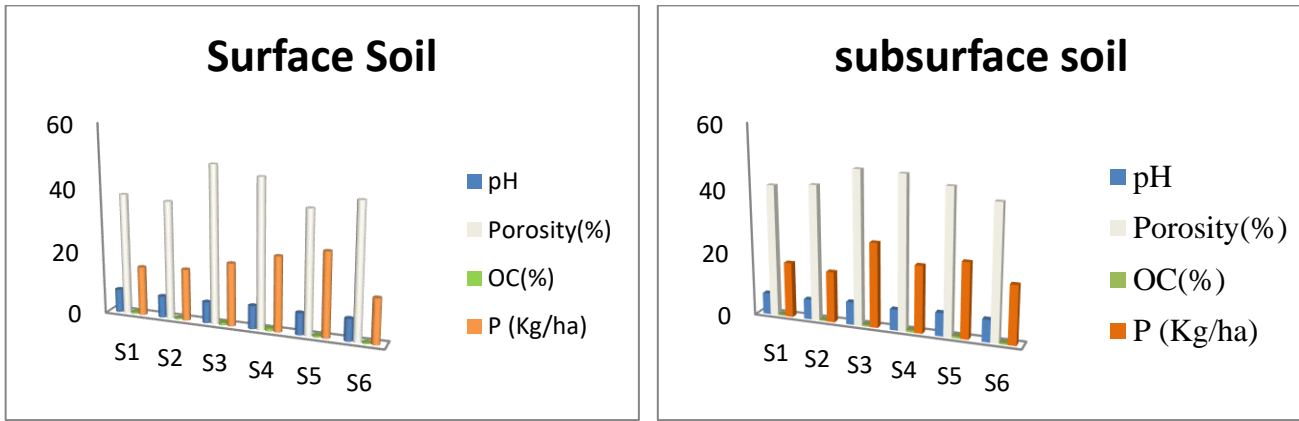 Surface Soil
60
40
20
0
S1 S2 S3 S4 S5 S6
pH
Porosity(%)
OC(%)
P (Kg/ha)
subsurface soil
60
40
20
0
S1 S2 S3 S4 S5 S6
pH
Porosity(%)
OC(%)
P (Kg/ha)